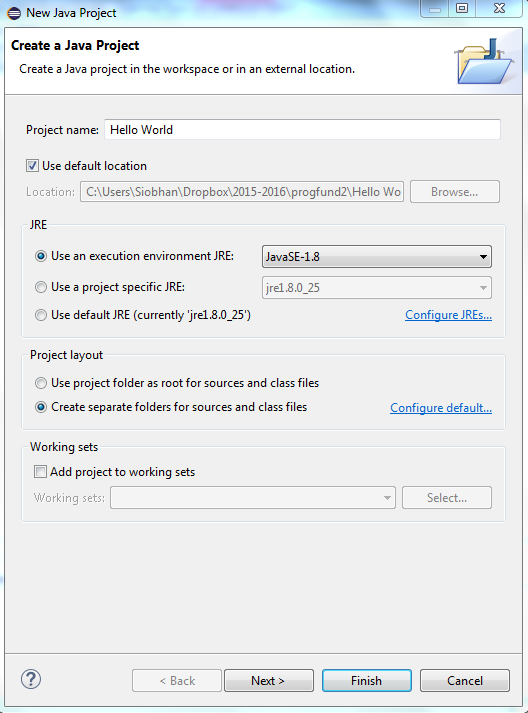 New Java Project
Create a Java Project
Create a Java project in the workspace or in an external location.
Project name: Hello World
Use default location
Location: C:\Users\Siobhan\Dropbox\2015-2016\progfund2\Hello Wo Browse...
JRE
Use an execution environment JRE: JavaSE-1.8
Use a project specific JRE: jre1.8.0_25
Use default JRE (currently 'jre1.8.0_25') Configure JREs...
Project layout
Use project folder as root for sources and class files
Create separate folders for sources and class files Configure default...
Working sets
Add project to working sets
Working sets: Select...
? < Back Next > Finish Cancel